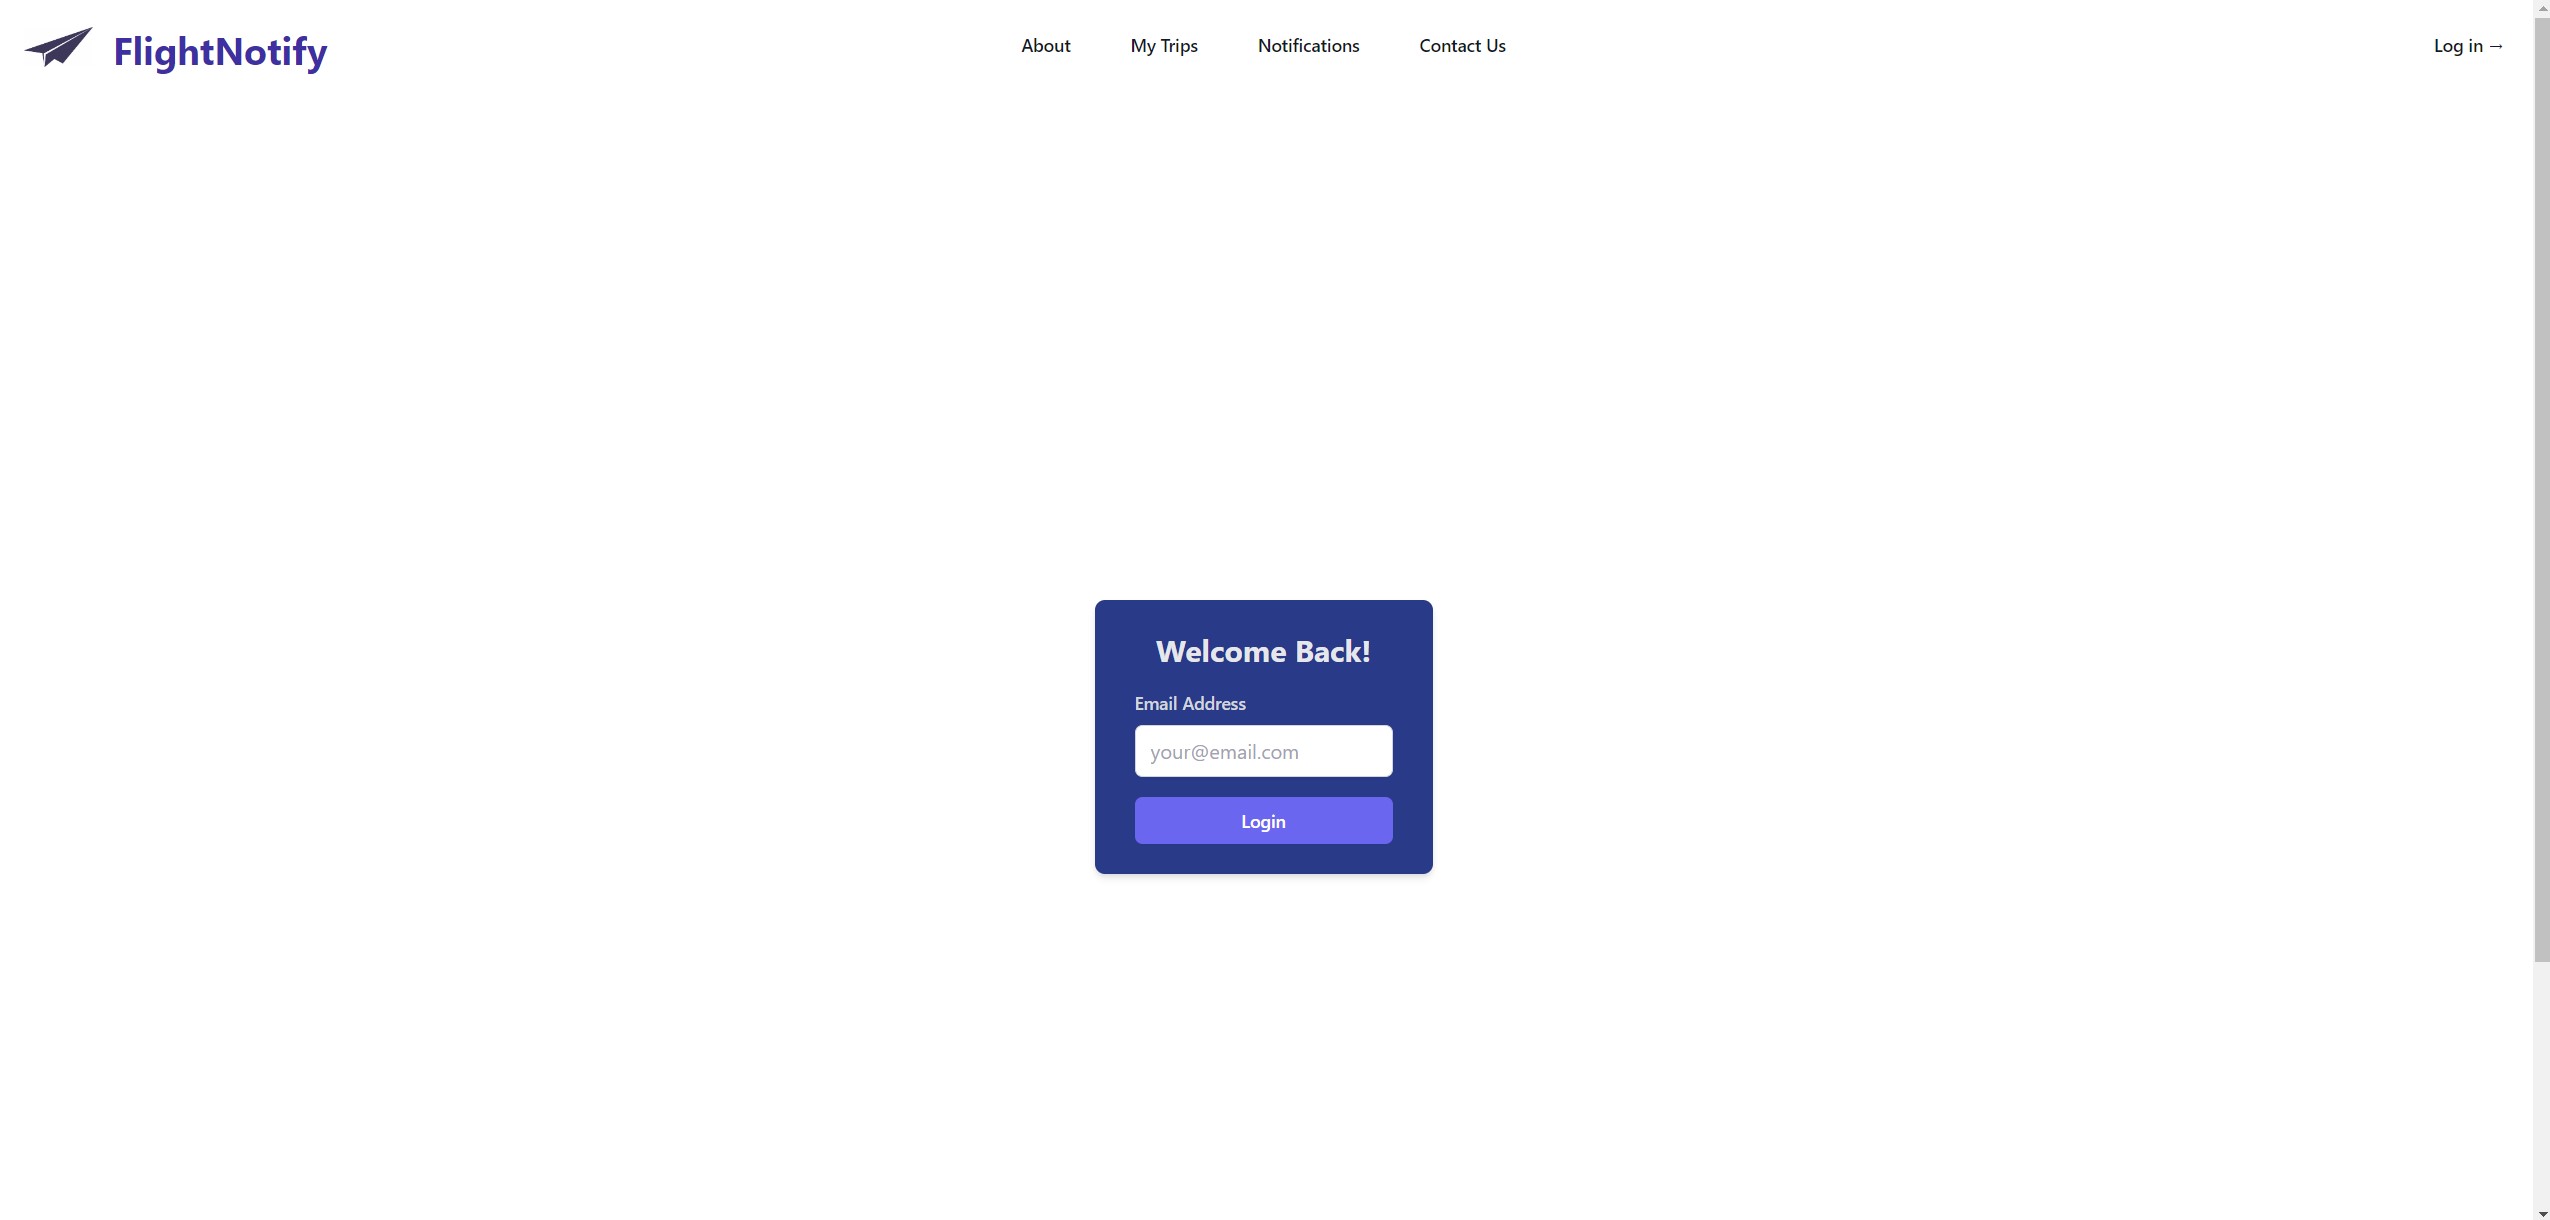 FlightNotify
About
My Trips
Notifications
Contact Us
Log in →
Welcome Back!
Email Address
your@email.com
Login